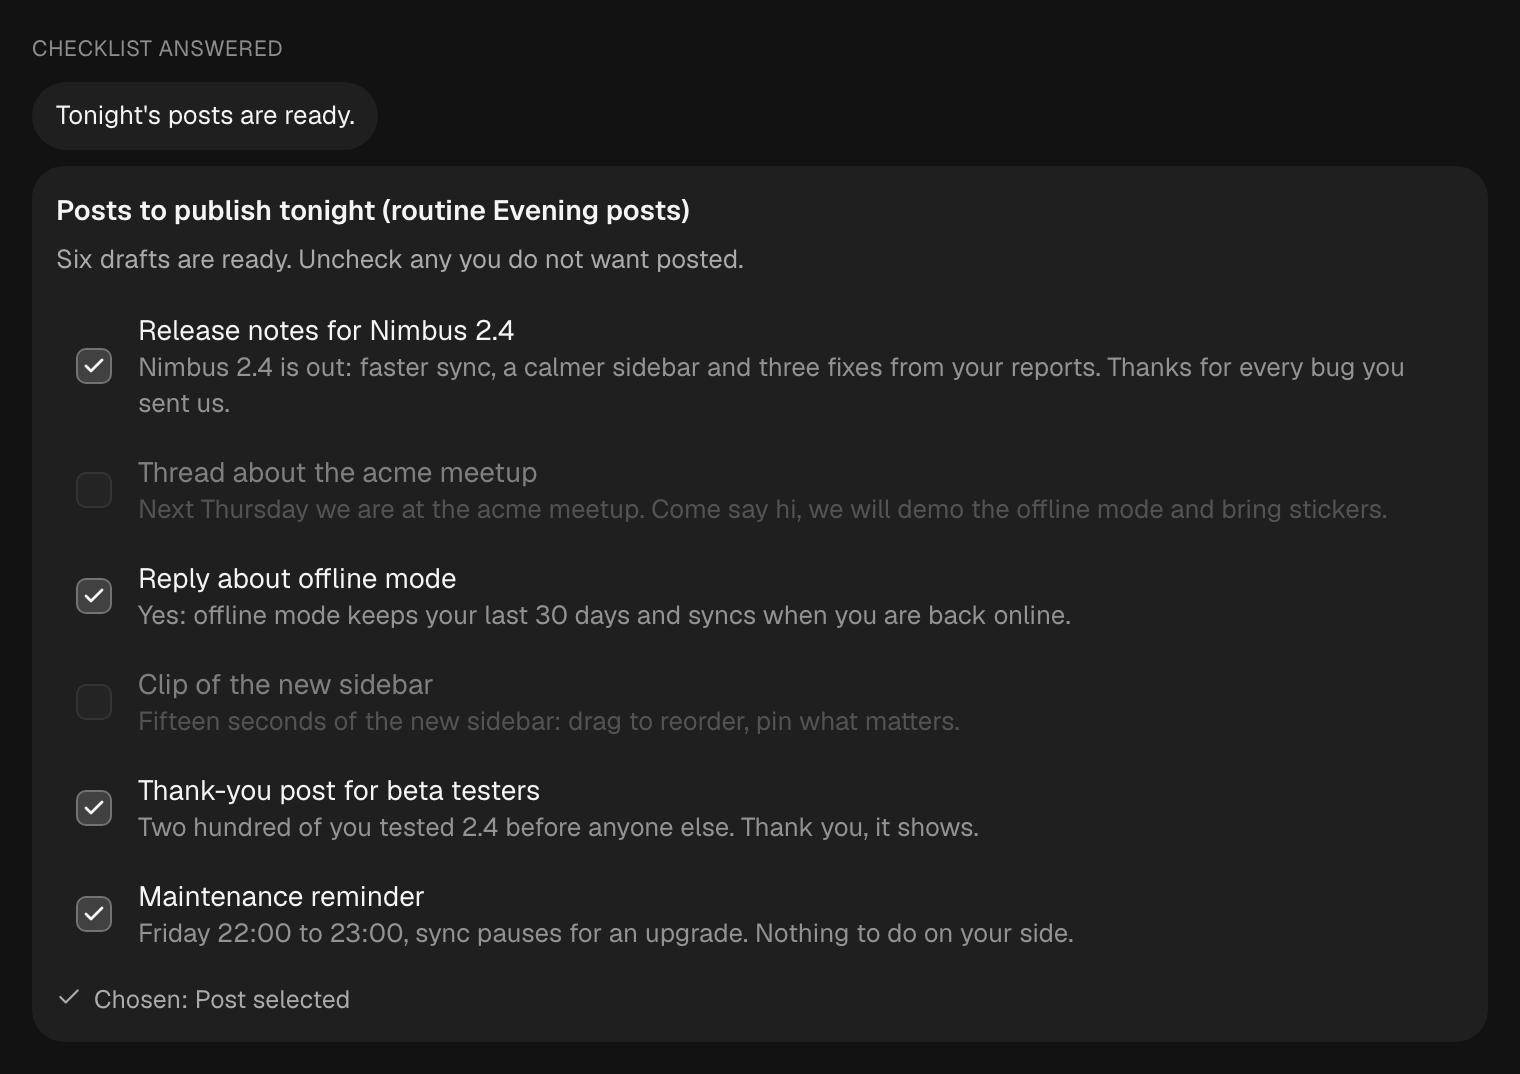 CHECKLIST ANSWERED
Tonight's posts are ready.
Posts to publish tonight (routine Evening posts)
Six drafts are ready. Uncheck any you do not want posted.
Release notes for Nimbus 2.4
Nimbus 2.4 is out: faster sync, a calmer sidebar and three fixes from your reports. Thanks for every bug you
sent us.
Thread about the acme meetup
Next Thursday we are at the acme meetup. Come say hi, we will demo the offline mode and bring stickers.
Reply about offline mode
Yes: offline mode keeps your last 30 days and syncs when you are back online.
Clip of the new sidebar
Fifteen seconds of the new sidebar: drag to reorder, pin what matters.
Thank-you post for beta testers
Two hundred of you tested 2.4 before anyone else. Thank you, it shows.
Maintenance reminder
Friday 22:00 to 23:00, sync pauses for an upgrade. Nothing to do on your side.
Chosen: Post selected